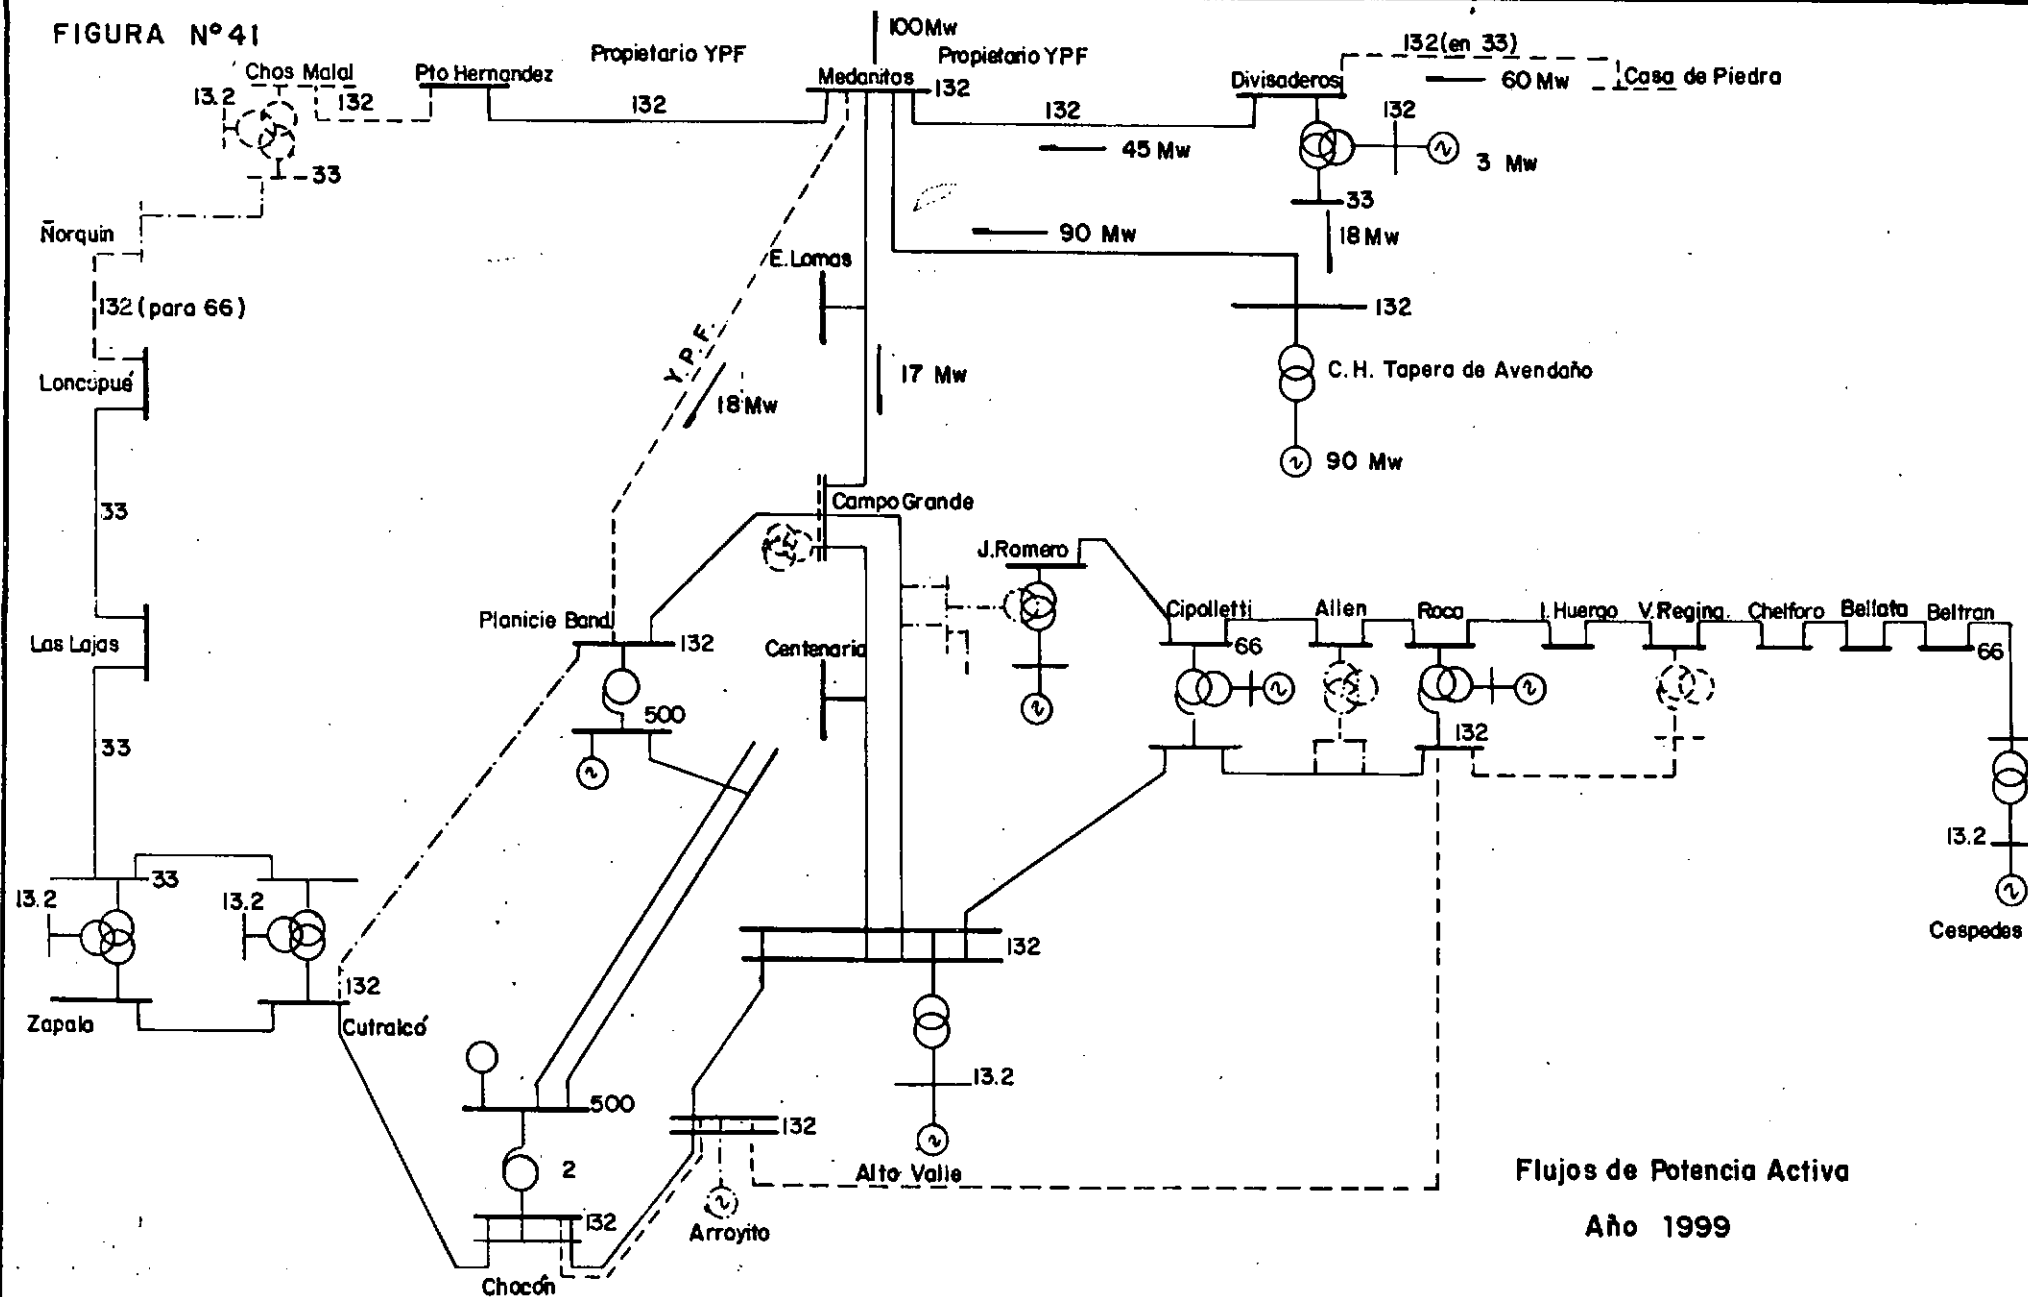 FIGURA Nº 41
100Mw
Propietario YPF
Propietario YPF
132(en 33)
Chos Malal
Pto Hernandez
Medanitos
132
Divisaderos
60 Mw
Casa de Piedra
13.2
132
132
132
132
45 Mw
3 Mw
33
33
18Mw
Ñorquin
90 Mw
E.Lomas
132 (para 66)
132
Y.P.F.
17 Mw
C.H. Tapera de Avendaño
Loncopué
18Mw
90 Mw
33
Campo Grande
J.Romero
Planicie Band.
Cipolletti
Allen
Roca
I.Huergo
V.Regina.
Chelforo
Bellata
Beltran
Las Lajas
132
Centenario
66
66
500
132
33
13.2
33
13.2
13.2
Cespedes
132
132
Zapala
Cutralcó
13.2
500
132
2
Alto Valle
Flujos de Potencia Activa
132
Arroyito
Año 1999
Chocón